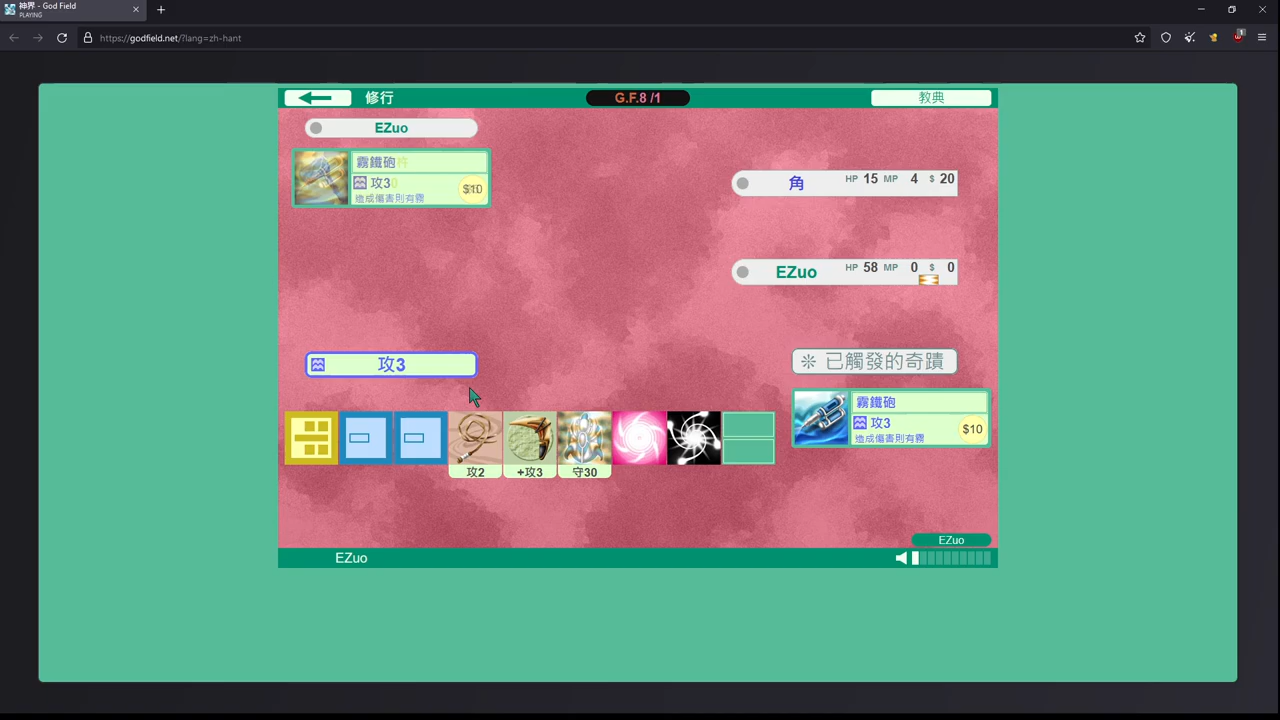 神界 - God Field
PLAYING
https://godfield.net/?lang=zh-hant
1
修行
G.F.8 /1
教典
EZuo
霧鐵砲
攻3
造成傷害則有霧
角 HP 15 MP 4 $ 20
EZuo HP 58 MP 0 $ 0
攻3
已觸發的奇蹟
霧鐵砲
攻3
$10
造成傷害則有霧
攻2
+攻3
守30
EZuo
EZuo